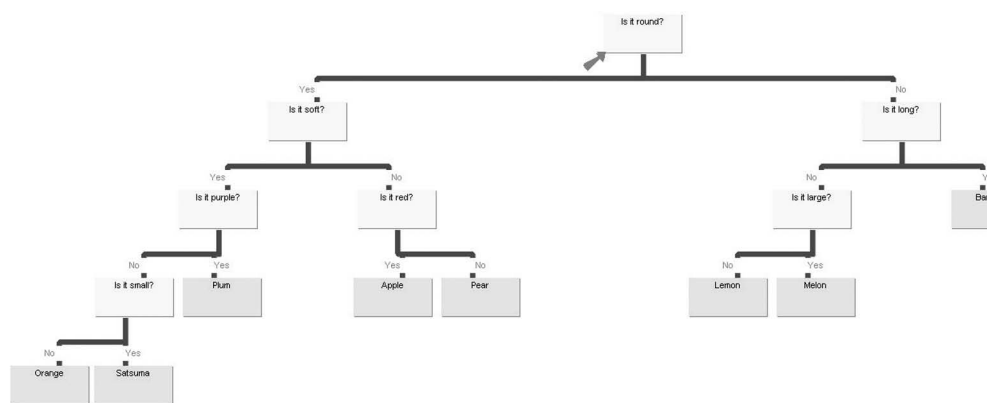 Is it round?
Yes
No
Is it soft?
Is it long?
Yes
No
No
Is it purple?
Is it red?
Is it large?
No
Yes
Yes
No
No
Yes
Is it small?
Plum
Apple
Pear
Lemon
Melon
No
Yes
Orange
Satsuma